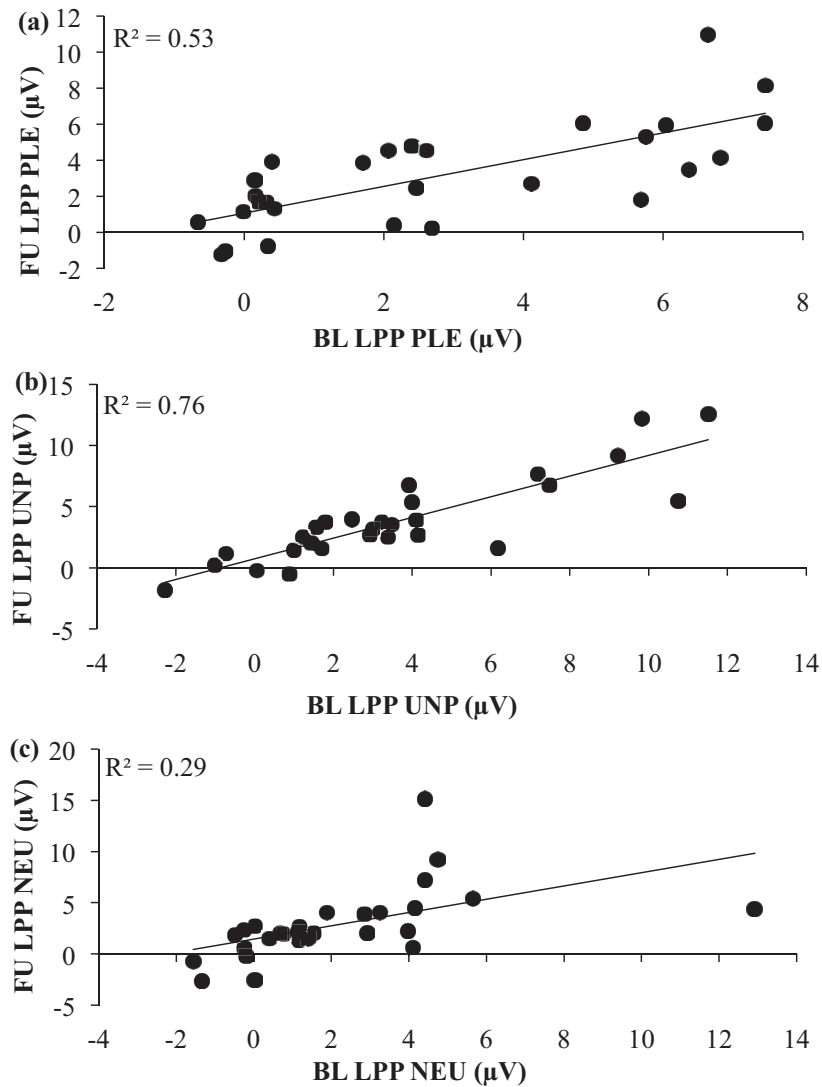 (a)
R² = 0.53
FU LPP PLE (µV)
12
10
8
6
4
2
0
-2
-2 0 2 4 6 8
BL LPP PLE (µV)
(b)
R² = 0.76
FU LPP UNP (µV)
15
10
5
0
-5
-4 -2 0 2 4 6 8 10 12 14
BL LPP UNP (µV)
(c)
R² = 0.29
FU LPP NEU (µV)
20
15
10
5
0
-5
-4 -2 0 2 4 6 8 10 12 14
BL LPP NEU (µV)